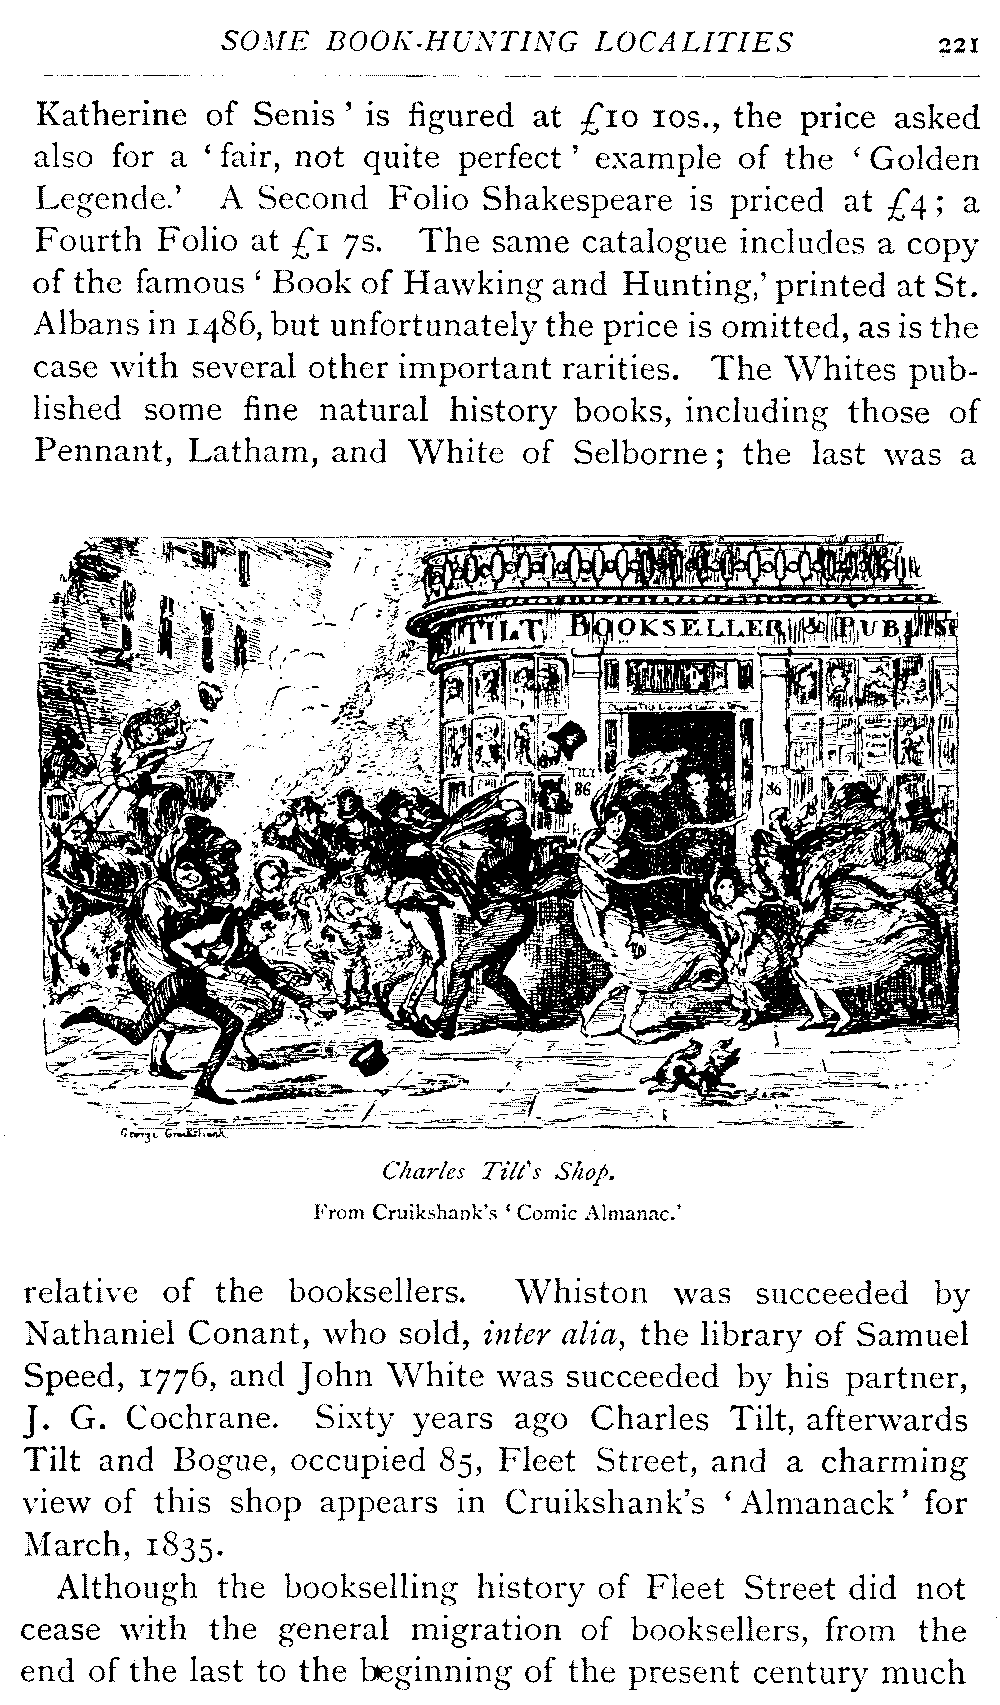 SOME BOOK-HUNTING LOCALITIES 221
Katherine of Senis ’ is figured at £10 10s., the price asked
also for a ‘ fair, not quite perfect ’ example of the ‘ Golden
Legende.’ A Second Folio Shakespeare is priced at £4 ; a
Fourth Folio at £1 7s. The same catalogue includes a copy
of the famous ‘ Book of Hawking and Hunting,’ printed at St.
Albans in 1486, but unfortunately the price is omitted, as is the
case with several other important rarities. The Whites pub-
lished some fine natural history books, including those of
Pennant, Latham, and White of Selborne ; the last was a
TILT BOOKSELLER & PUBLIS
TILT
86
86
George Cruikshank
Charles Tilt's Shop.
From Cruikshank's ‘ Comic Almanac.’
relative of the booksellers. Whiston was succeeded by
Nathaniel Conant, who sold, inter alia, the library of Samuel
Speed, 1776, and John White was succeeded by his partner,
J. G. Cochrane. Sixty years ago Charles Tilt, afterwards
Tilt and Bogue, occupied 85, Fleet Street, and a charming
view of this shop appears in Cruikshank's ‘ Almanack ’ for
March, 1835.
Although the bookselling history of Fleet Street did not
cease with the general migration of booksellers, from the
end of the last to the beginning of the present century much